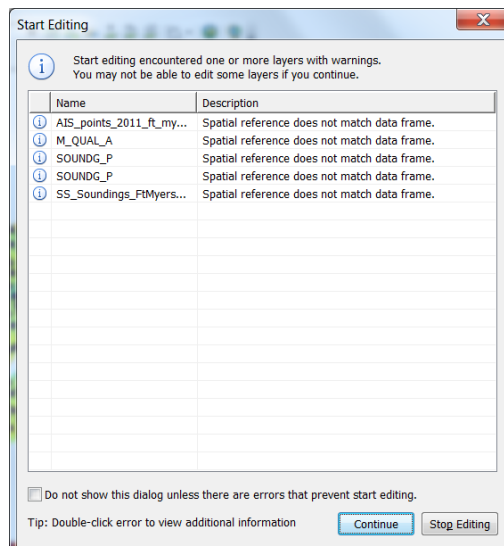 Start Editing
X
Start editing encountered one or more layers with warnings.
You may not be able to edit some layers if you continue.
Name Description
AIS_points_2011_ft_my... Spatial reference does not match data frame.
M_QUAL_A Spatial reference does not match data frame.
SOUNDG_P Spatial reference does not match data frame.
SOUNDG_P Spatial reference does not match data frame.
SS_Soundings_FtMyers... Spatial reference does not match data frame.
Do not show this dialog unless there are errors that prevent start editing.
Tip: Double-click error to view additional information Continue Stop Editing